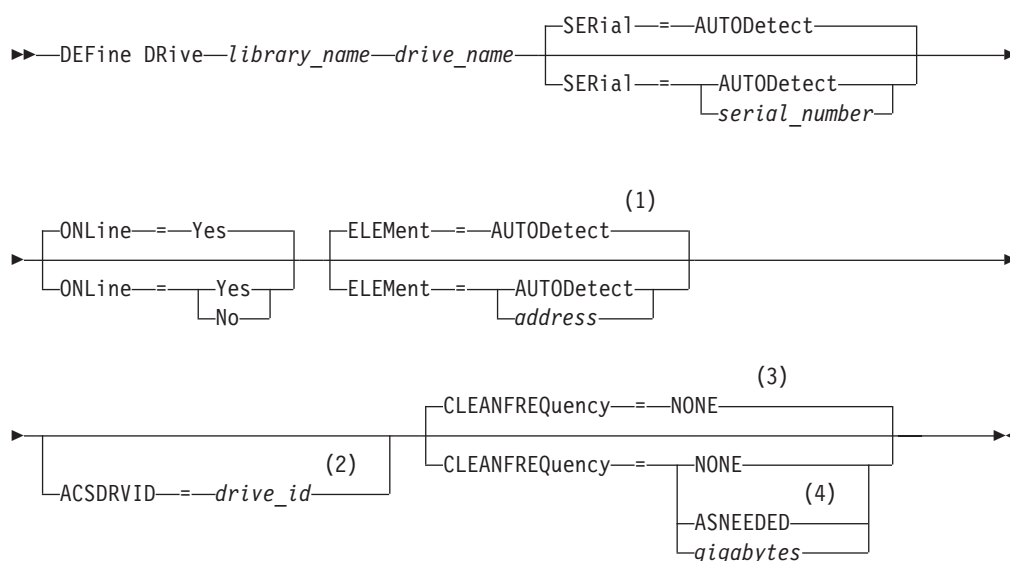 SERial = AUTODetect
DEFine DRive library_name drive_name
SERial = AUTODetect
serial_number
(1)
ONLine = Yes ELEMent = AUTODetect
ONLine = Yes ELEMent = AUTODetect
No address
(3)
CLEANFREQuency = NONE
(2) CLEANFREQuency = NONE
ACSDRVID = drive_id (4)
ASNEEDED
gigabytes